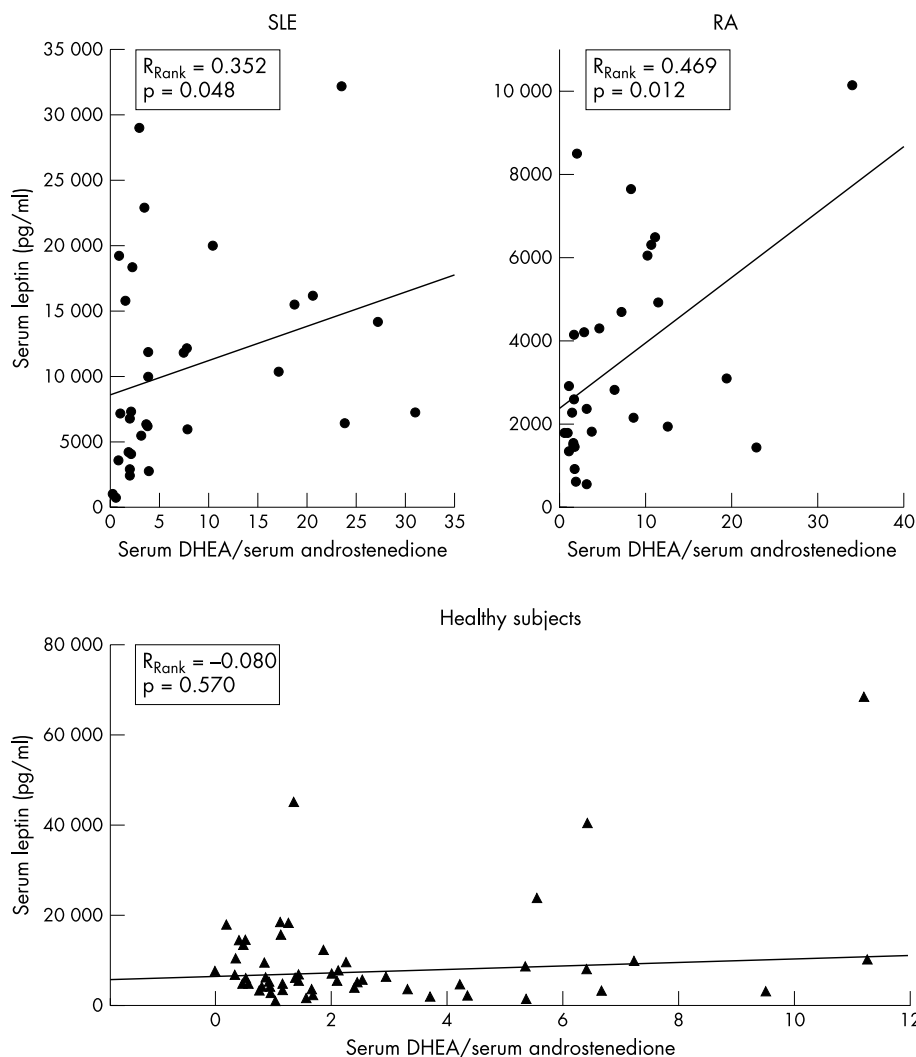 SLE
R_Rank = 0.352
p = 0.048
Serum leptin (pg/ml)
35 000
30 000
25 000
20 000
15 000
10 000
5000
0
0 5 10 15 20 25 30 35
Serum DHEA/serum androstenedione
RA
R_Rank = 0.469
p = 0.012
10 000
8000
6000
4000
2000
0
0 10 20 30 40
Serum DHEA/serum androstenedione
Healthy subjects
R_Rank = –0.080
p = 0.570
Serum leptin (pg/ml)
80 000
60 000
40 000
20 000
0
0 2 4 6 8 10 12
Serum DHEA/serum androstenedione